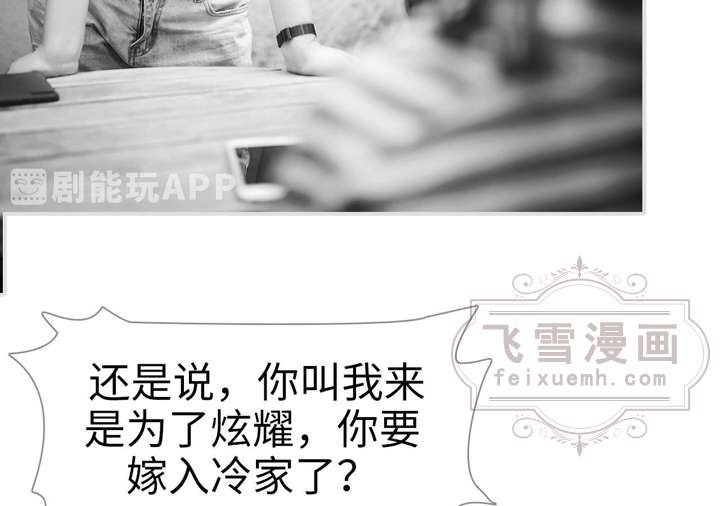 剧能玩APP
飞雪漫画
feixuemh.com
还是说，你叫我来
是为了炫耀，你要
嫁入冷家了？